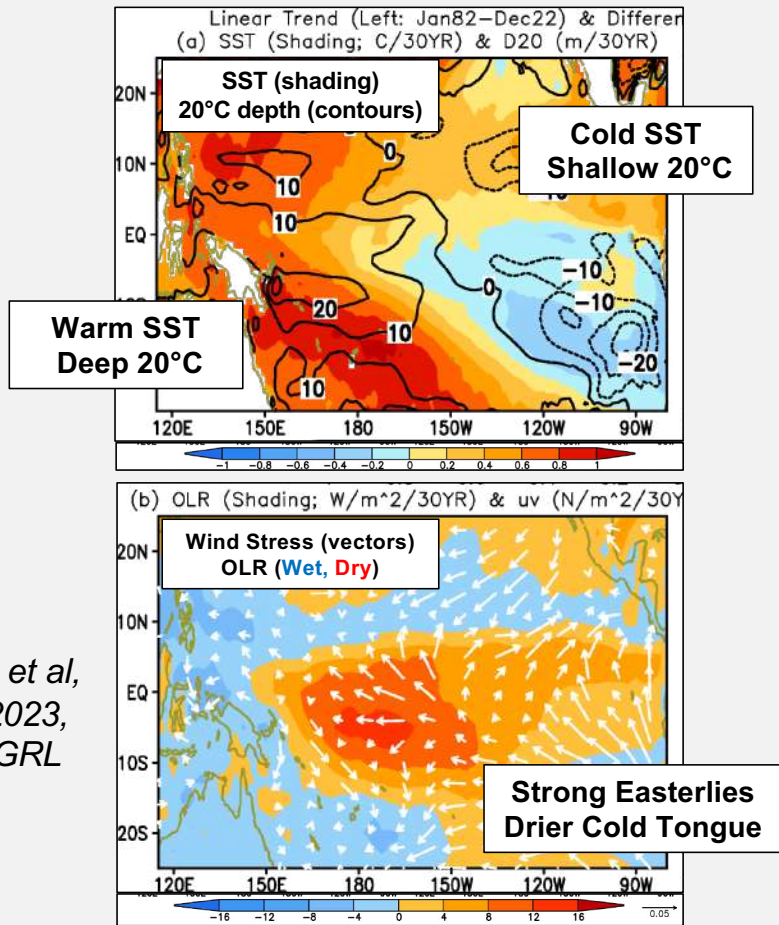 Linear Trend (Left: Jan82-Dec22) & Differen
(a) SST (Shading; C/30YR) & D20 (m/30YR)
SST (shading)
20°C depth (contours)
Cold SST
Shallow 20°C
Warm SST
Deep 20°C
20N
10N
EQ
0
10
10
20
10
10
0
-10
-10
-20
120E 150E 180 150W 120W 90W
-1 -0.8 -0.6 -0.4 -0.2 0 0.2 0.4 0.6 0.8 1
(b) OLR (Shading; W/m^2/30YR) & uv (N/m^2/30Y
Wind Stress (vectors)
OLR (Wet, Dry)
20N
10N
EQ
10S
20S
et al,
2023,
GRL
Strong Easterlies
Drier Cold Tongue
120E 150E 180 150W 120W 90W
-16 -12 -8 -4 0 4 8 12 16
0.05